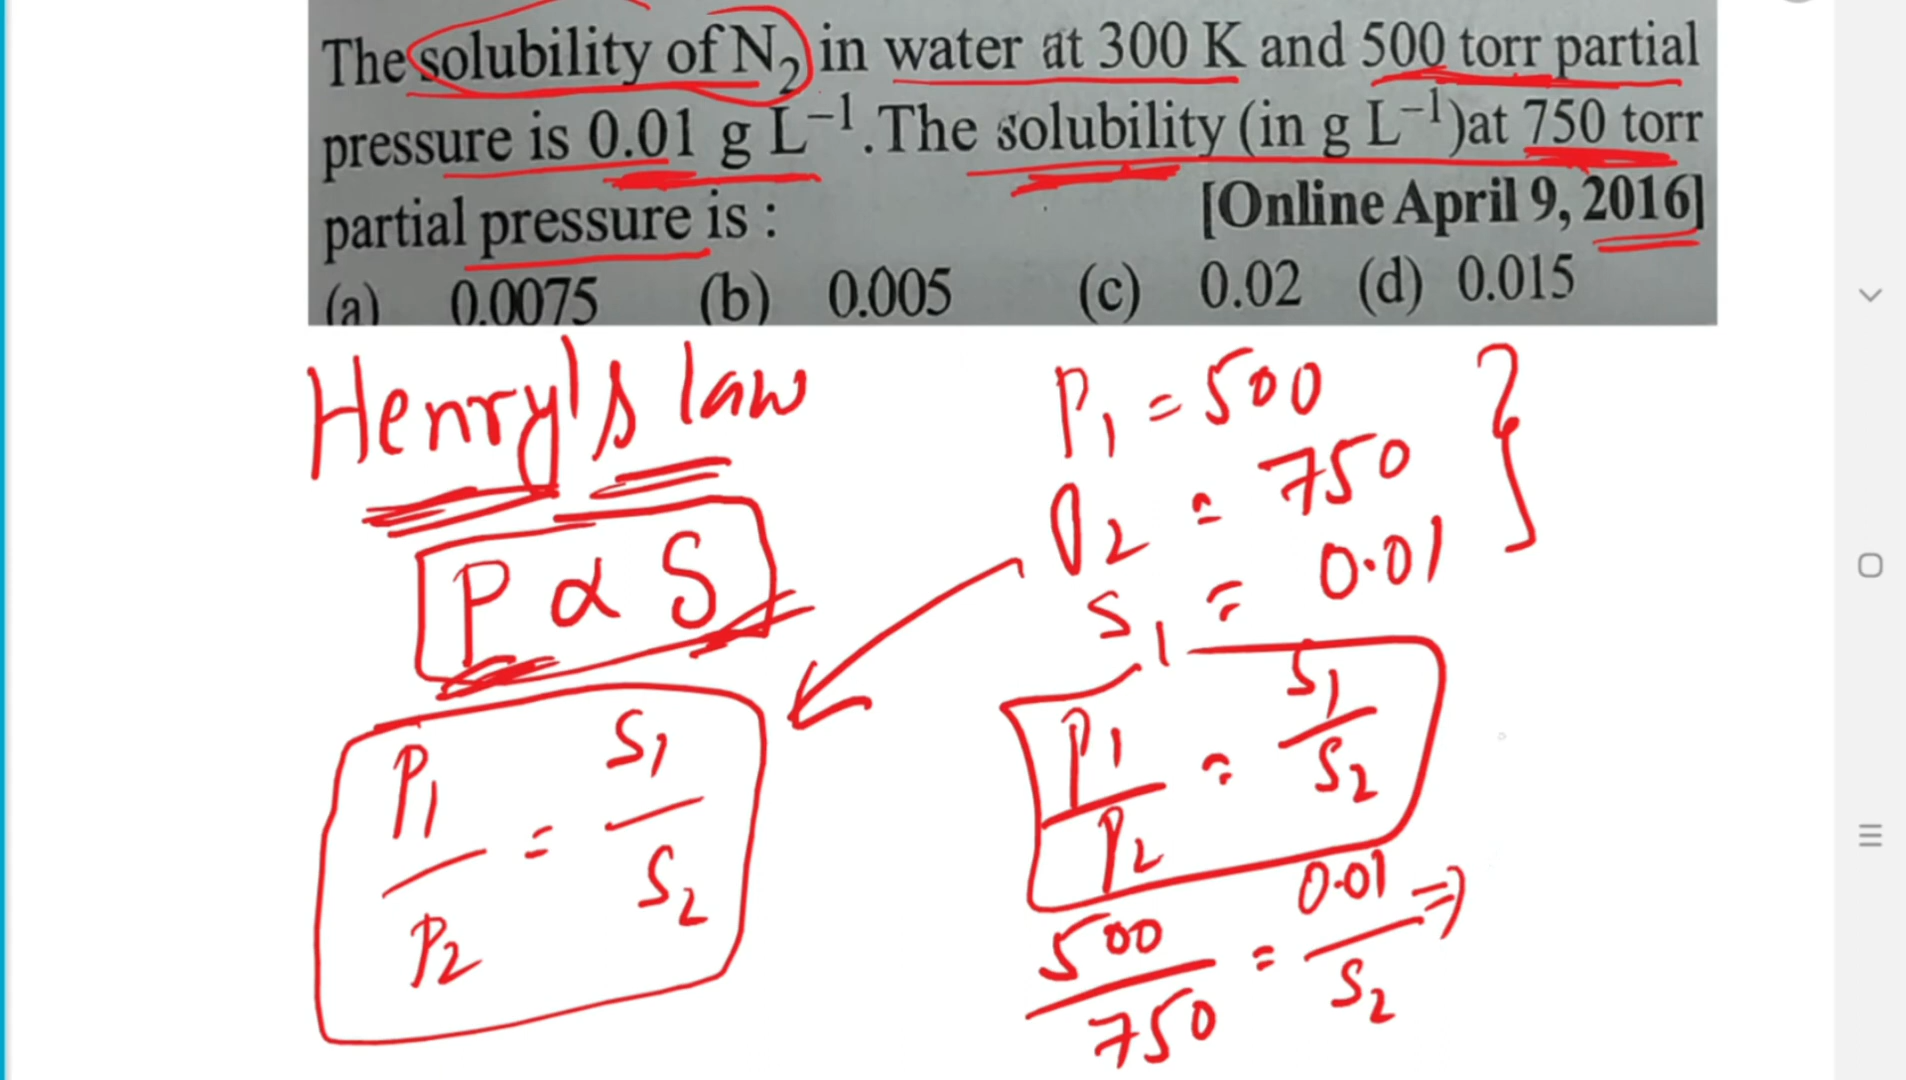 The solubility of N₂ in water at 300 K and 500 torr partial
pressure is 0.01 g L⁻¹. The solubility (in g L⁻¹)at 750 torr
partial pressure is : [Online April 9, 2016]
(a) 0.0075 (b) 0.005 (c) 0.02 (d) 0.015
Henry's law
P ∝ S
P₁/P₂ = S₁/S₂
P₁ = 500
P₂ = 750
S₁ = 0.01
P₁/P₂ = S₁/S₂
500/750 = 0.01/S₂ ⇒